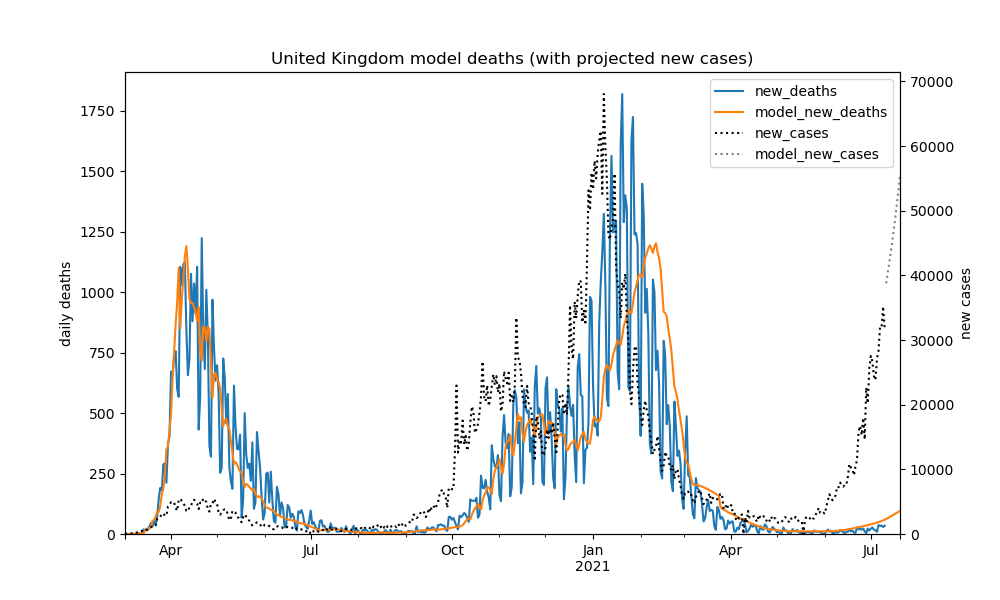 United Kingdom model deaths (with projected new cases)
1750
1500
1250
1000
750
500
250
0
daily deaths
70000
60000
50000
40000
30000
20000
10000
0
new cases
new_deaths
model_new_deaths
new_cases
model_new_cases
Apr
Jul
Oct
Jan
2021
Apr
Jul